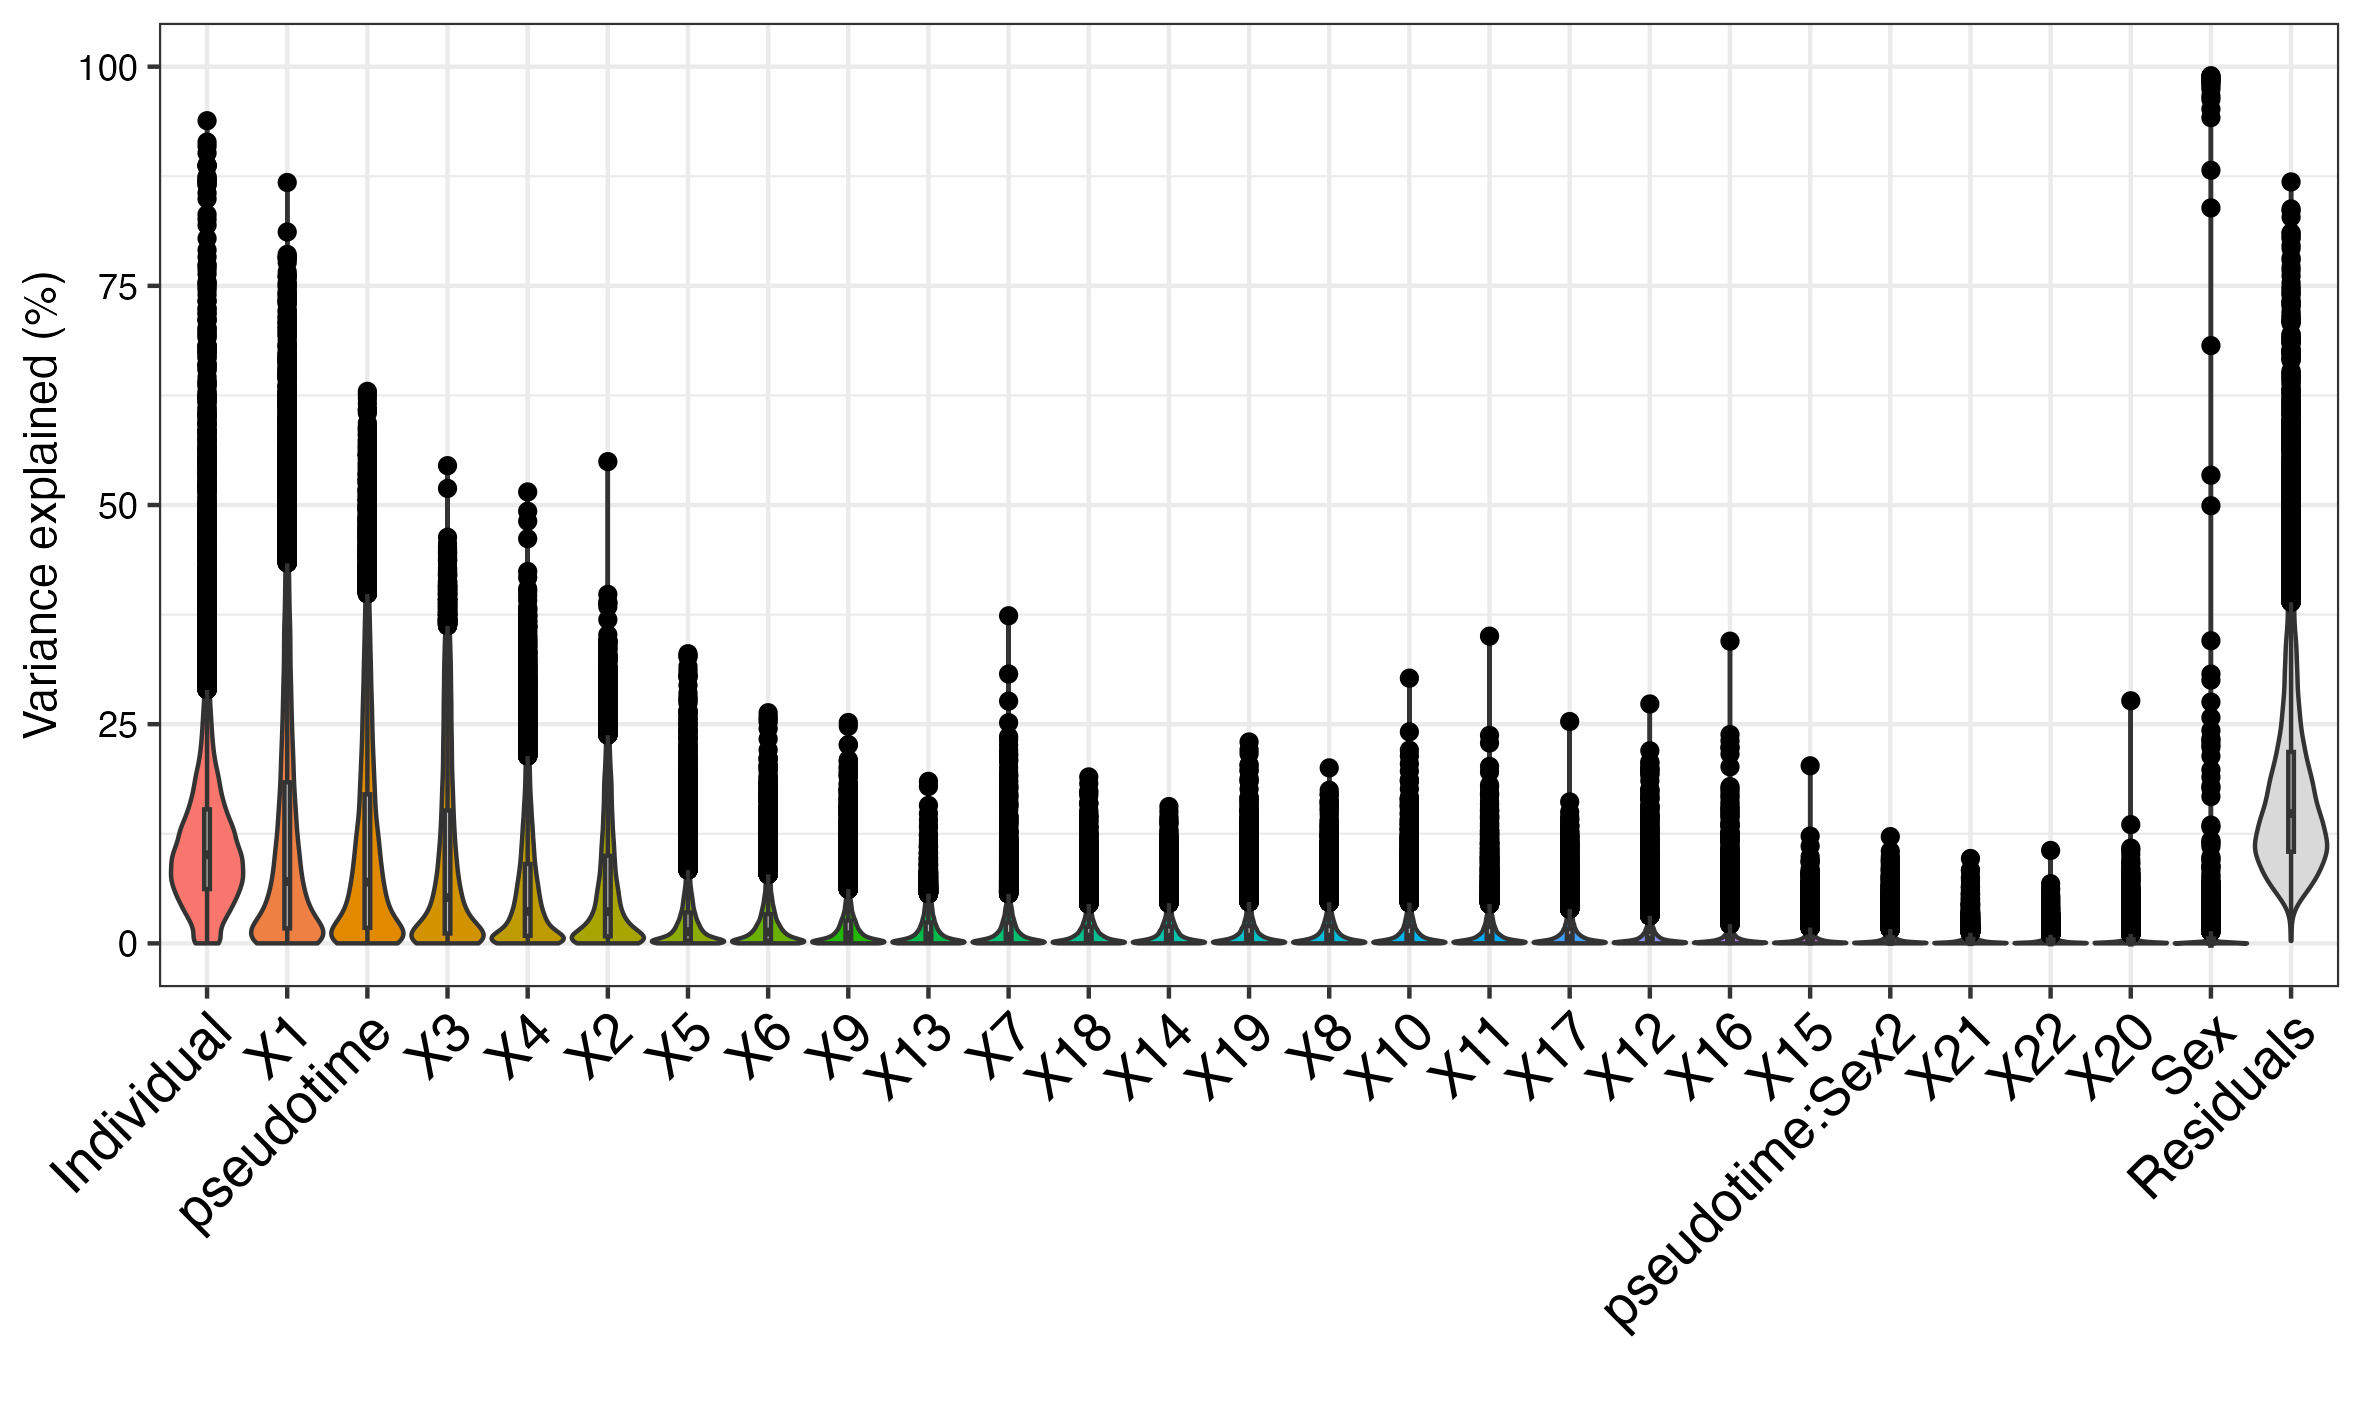 Variance explained (%)
100
75
50
25
0
Individual
X1
pseudotime
X3
X4
X2
X5
X6
X9
X13
X7
X18
X14
X19
X8
X10
X11
X17
X12
X16
X15
pseudotime:Sex2
X21
X22
X20
Sex
Residuals